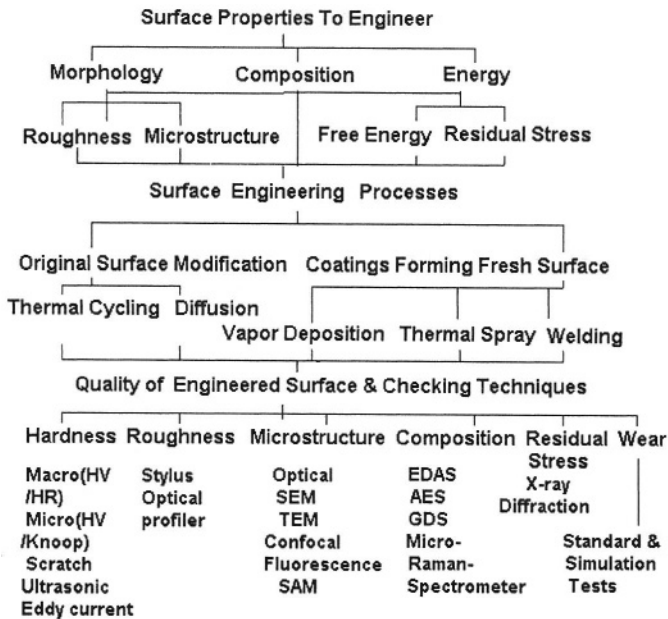 Surface Properties To Engineer
Morphology Composition Energy
Roughness Microstructure Free Energy Residual Stress
Surface Engineering Processes
Original Surface Modification Coatings Forming Fresh Surface
Thermal Cycling Diffusion
Vapor Deposition Thermal Spray Welding
Quality of Engineered Surface & Checking Techniques
Hardness Roughness Microstructure Composition Residual Wear
Stress
Macro(HV Stylus Optical EDAS X-ray
/HR) Optical SEM AES Diffraction
Micro(HV profiler TEM GDS
/Knoop) Confocal Micro- Standard &
Scratch Fluorescence Raman- Simulation
Ultrasonic SAM Spectrometer Tests
Eddy current